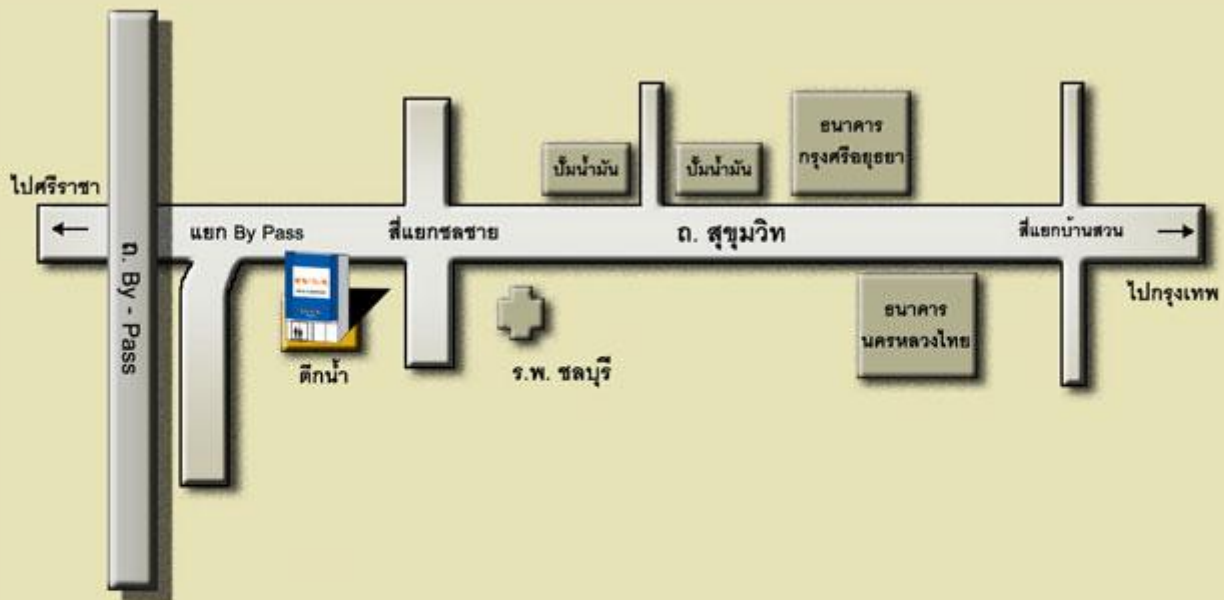 ธนาคาร
กรุงศรีอยุธยา
ปั๊มน้ำมัน
ปั๊มน้ำมัน
ไปศรีราชา
แยก By Pass
สี่แยกชลชาย
ถ. สุขุมวิท
สี่แยกบ้านสวน
ไปกรุงเทพ
ถ. By - Pass
ธนาคาร
นครหลวงไทย
ตึกน้ำ
ร.พ. ชลบุรี